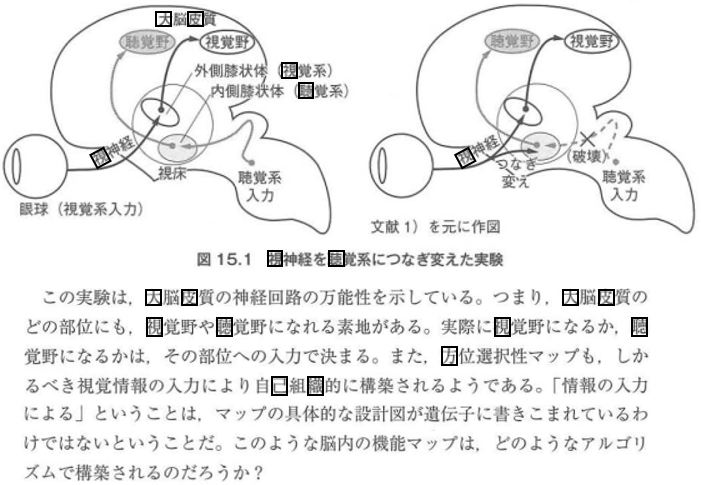 大脳皮質
聴覚野
視覚野
外側膝状体（視覚系）
内側膝状体（聴覚系）
視神経
視床
聴覚系
入力
眼球（視覚系入力）
聴覚野
視覚野
視神経
つなぎ
変え
（破壊）
聴覚系
入力
文献1）を元に作図
図 15.1　視神経を聴覚系につなぎ変えた実験
この実験は，大脳皮質の神経回路の万能性を示している。つまり，大脳皮質の
どの部位にも，視覚野や聴覚野になれる素地がある。実際に視覚野になるか，聴
覚野になるかは，その部位への入力で決まる。また，方位選択性マップも，しか
るべき視覚情報の入力により自己組織的に構築されるようである。「情報の入力
による」ということは，マップの具体的な設計図が遺伝子に書きこまれているわ
けではないということだ。このような脳内の機能マップは，どのようなアルゴリ
ズムで構築されるのだろうか？